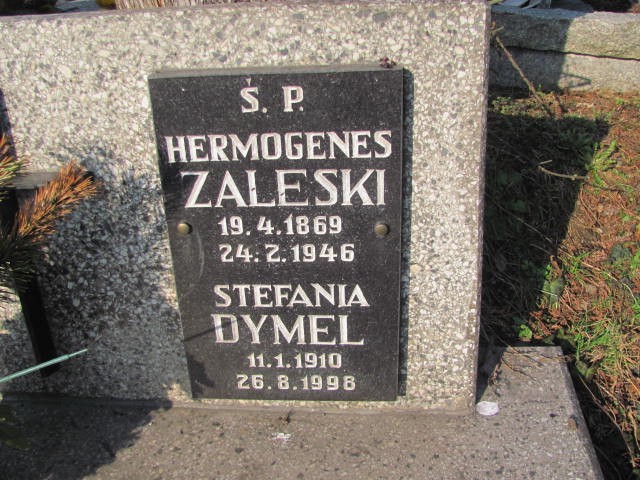 Ś. P.
HERMOGENES
ZALESKI
19.4.1869
24.2.1946
STEFANIA
DYMEL
11.1.1910
26.8.1998